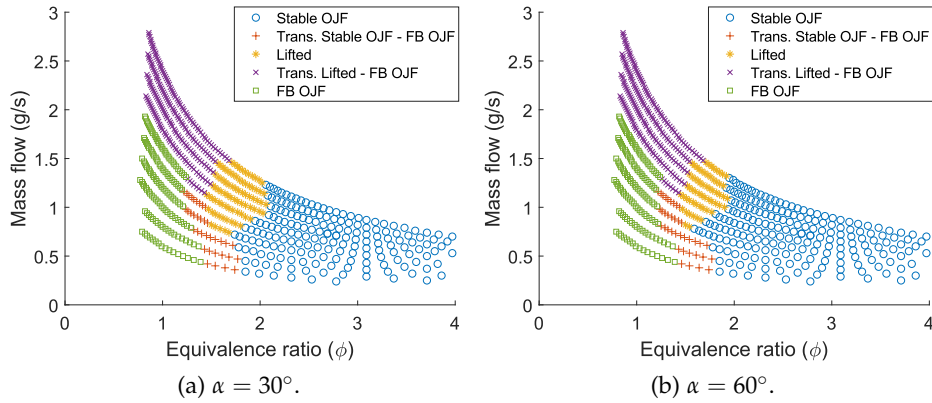 Stable OJF
Trans. Stable OJF - FB OJF
Lifted
Trans. Lifted - FB OJF
FB OJF
3
2.5
2
1.5
1
0.5
0
Mass flow (g/s)
0 1 2 3 4
Equivalence ratio (ϕ)
(a) α = 30°.
Stable OJF
Trans. Stable OJF - FB OJF
Lifted
Trans. Lifted - FB OJF
FB OJF
3
2.5
2
1.5
1
0.5
0
Mass flow (g/s)
0 1 2 3 4
Equivalence ratio (ϕ)
(b) α = 60°.